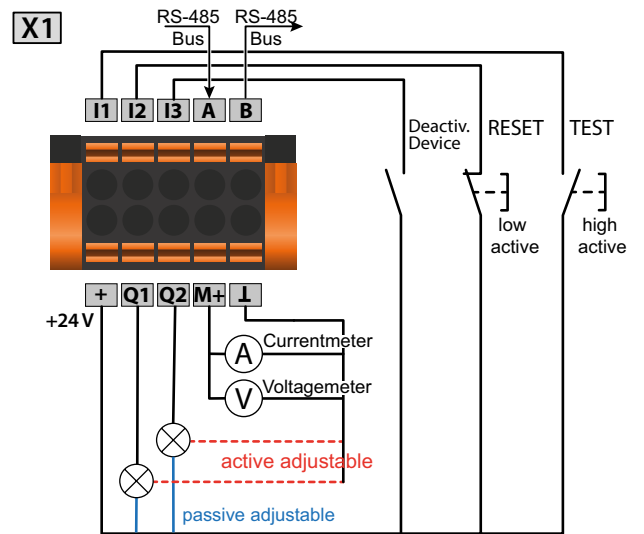 X1
RS-485
Bus
RS-485
Bus
I1 I2 I3 A B
Deactiv.
Device
RESET
TEST
low
active
high
active
+ Q1 Q2 M+ ⊥
+24 V
A
Currentmeter
V
Voltagemeter
active adjustable
passive adjustable